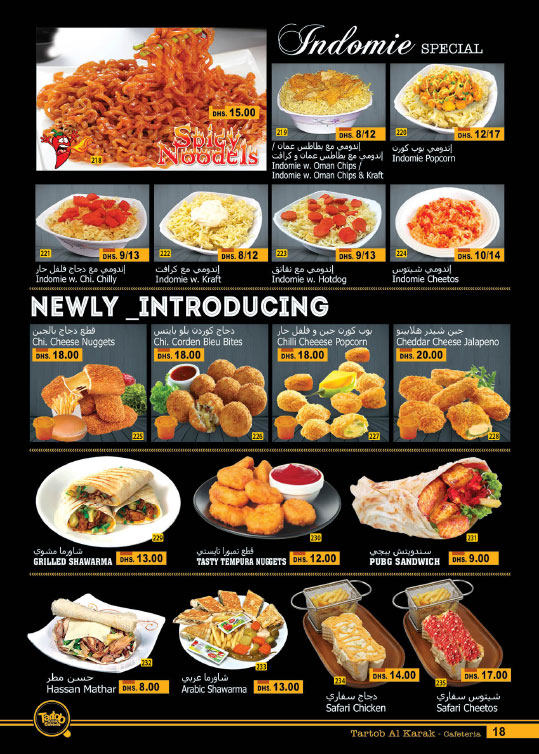 Indomie SPECIAL
DHS. 15.00
Spicy
Noodels
218
219
DHS. 8/12
إندومي مع بطاطس عمان /
إندومي مع بطاطس عمان و كرافت
Indomie w. Oman Chips /
Indomie w. Oman Chips & Kraft
220
DHS. 12/17
إندومي بوب كورن
Indomie Popcorn
221
DHS. 9/13
إندومي مع دجاج فلفل حار
Indomie w. Chi. Chilly
222
DHS. 8/12
إندومي مع كرافت
Indomie w. Kraft
223
DHS. 9/13
إندومي مع نقانق
Indomie w. Hotdog
224
DHS. 10/14
إندومي شيتوس
Indomie Cheetos
NEWLY _INTRODUCING
قطع دجاج بالجبن
Chi. Cheese Nuggets
DHS. 18.00
225
دجاج كوردن بلو بايتس
Chi. Corden Bleu Bites
DHS. 18.00
226
بوب كورن جبن و فلفل حار
Chilli Cheeese Popcorn
DHS. 18.00
227
جبن شيدر هلابينو
Cheddar Cheese Jalapeno
DHS. 20.00
228
229
شاورما مشوي
GRILLED SHAWARMA DHS. 13.00
230
قطع تمبورا تايستي
TASTY TEMPURA NUGGETS DHS. 12.00
231
سندويتش ببجي
PUBG SANDWICH DHS. 9.00
232
حسن مطر
Hassan Mathar DHS. 8.00
233
شاورما عربي
Arabic Shawarma DHS. 13.00
234
DHS. 14.00
دجاج سفاري
Safari Chicken
235
DHS. 17.00
شيتوس سفاري
Safari Cheetos
Tartob
Tartob Al Karak - Cafeteria 18